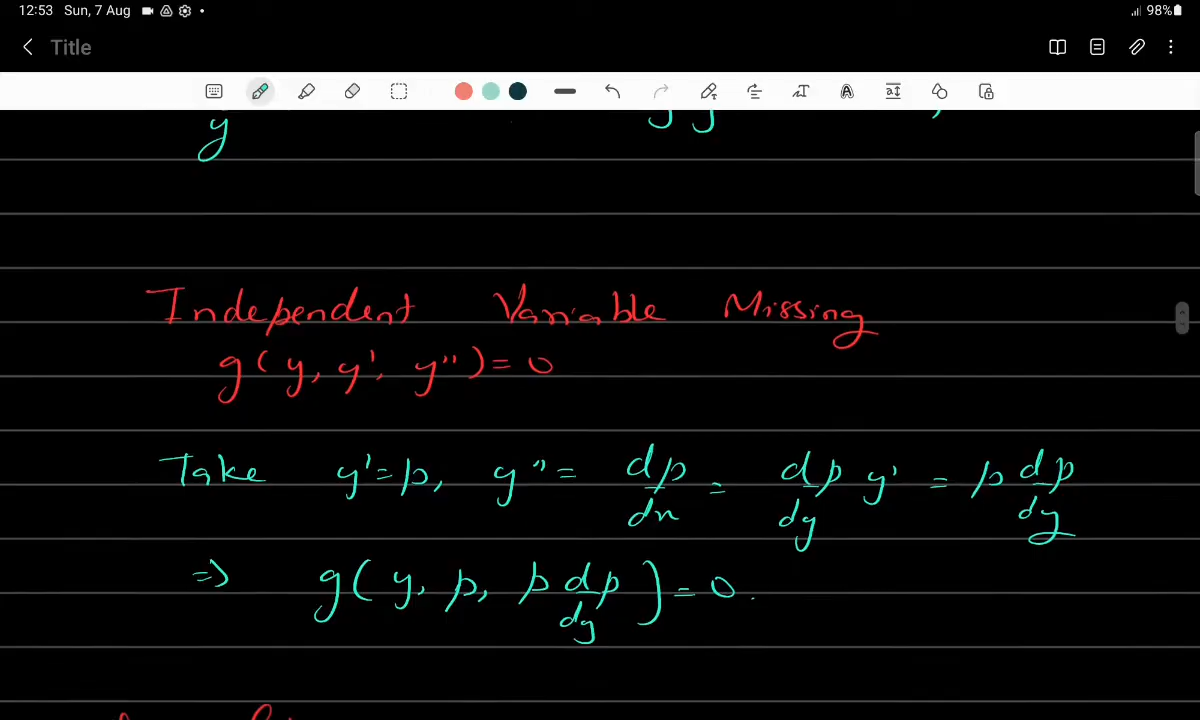 12:53 Sun, 7 Aug 98%
Title
y
Independent Variable Missing
g(y, y', y'') = 0
Take y' = p, y'' = dp/dx = dp/dy y' = p dp/dy
⇒ g(y, p, p dp/dy) = 0.